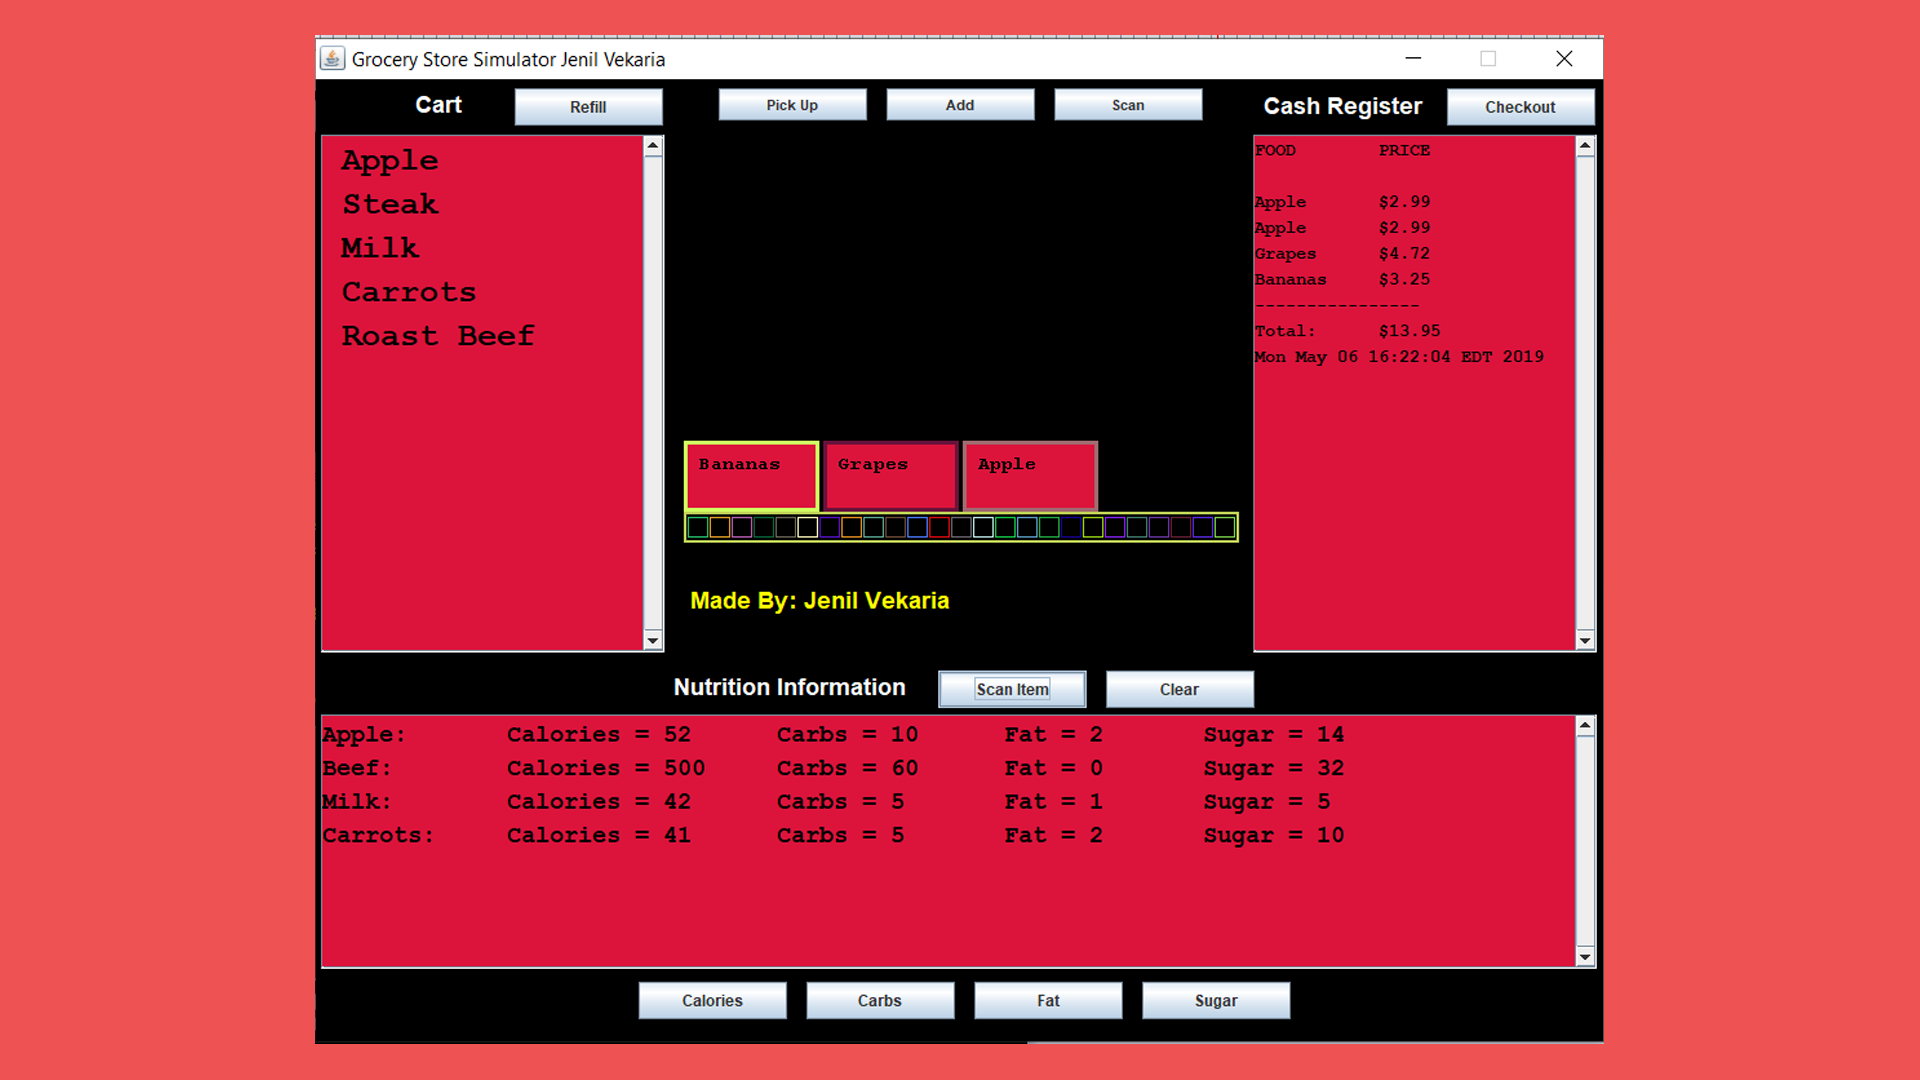 Grocery Store Simulator Jenil Vekaria
Cart
Refill
Pick Up
Add
Scan
Cash Register
Checkout
Apple
Steak
Milk
Carrots
Roast Beef
FOOD PRICE
Apple $2.99
Apple $2.99
Grapes $4.72
Bananas $3.25
----------------
Total: $13.95
Mon May 06 16:22:04 EDT 2019
Bananas
Grapes
Apple
Made By: Jenil Vekaria
Nutrition Information
Scan Item
Clear
Apple: Calories = 52 Carbs = 10 Fat = 2 Sugar = 14
Beef: Calories = 500 Carbs = 60 Fat = 0 Sugar = 32
Milk: Calories = 42 Carbs = 5 Fat = 1 Sugar = 5
Carrots: Calories = 41 Carbs = 5 Fat = 2 Sugar = 10
Calories
Carbs
Fat
Sugar